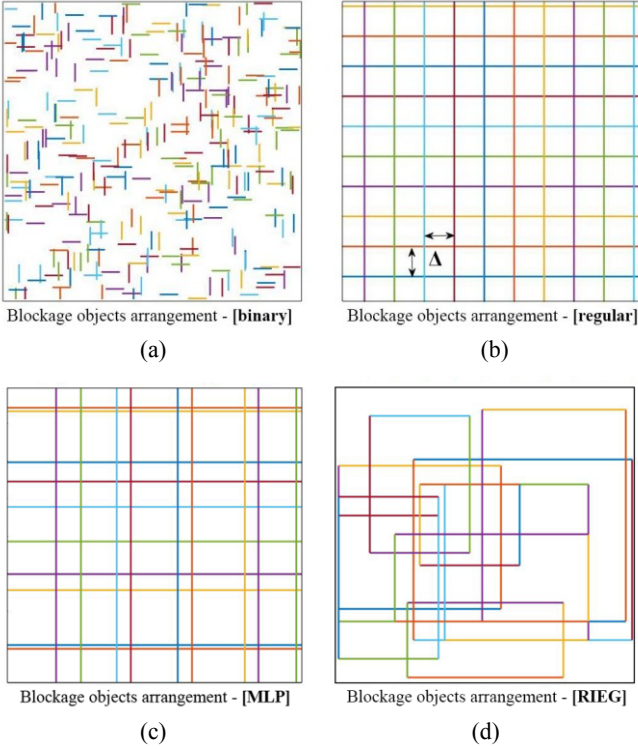 Δ
Blockage objects arrangement - [binary]
Blockage objects arrangement - [regular]
(a)
(b)
Blockage objects arrangement - [MLP]
Blockage objects arrangement - [RIEG]
(c)
(d)